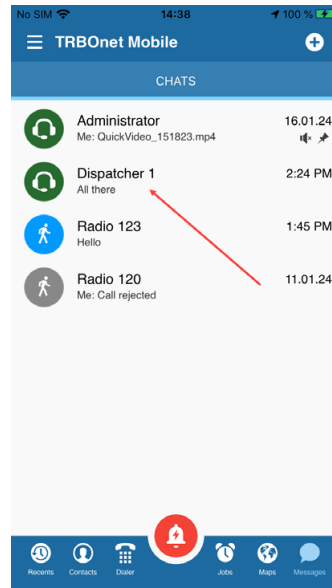 No SIM 14:38 100 %
TRBOnet Mobile
CHATS
Administrator 16.01.24
Me: QuickVideo_151823.mp4
Dispatcher 1 2:24 PM
All there
Radio 123 1:45 PM
Hello
Radio 120 11.01.24
Me: Call rejected
Recents Contacts Dialer Jobs Maps Messages